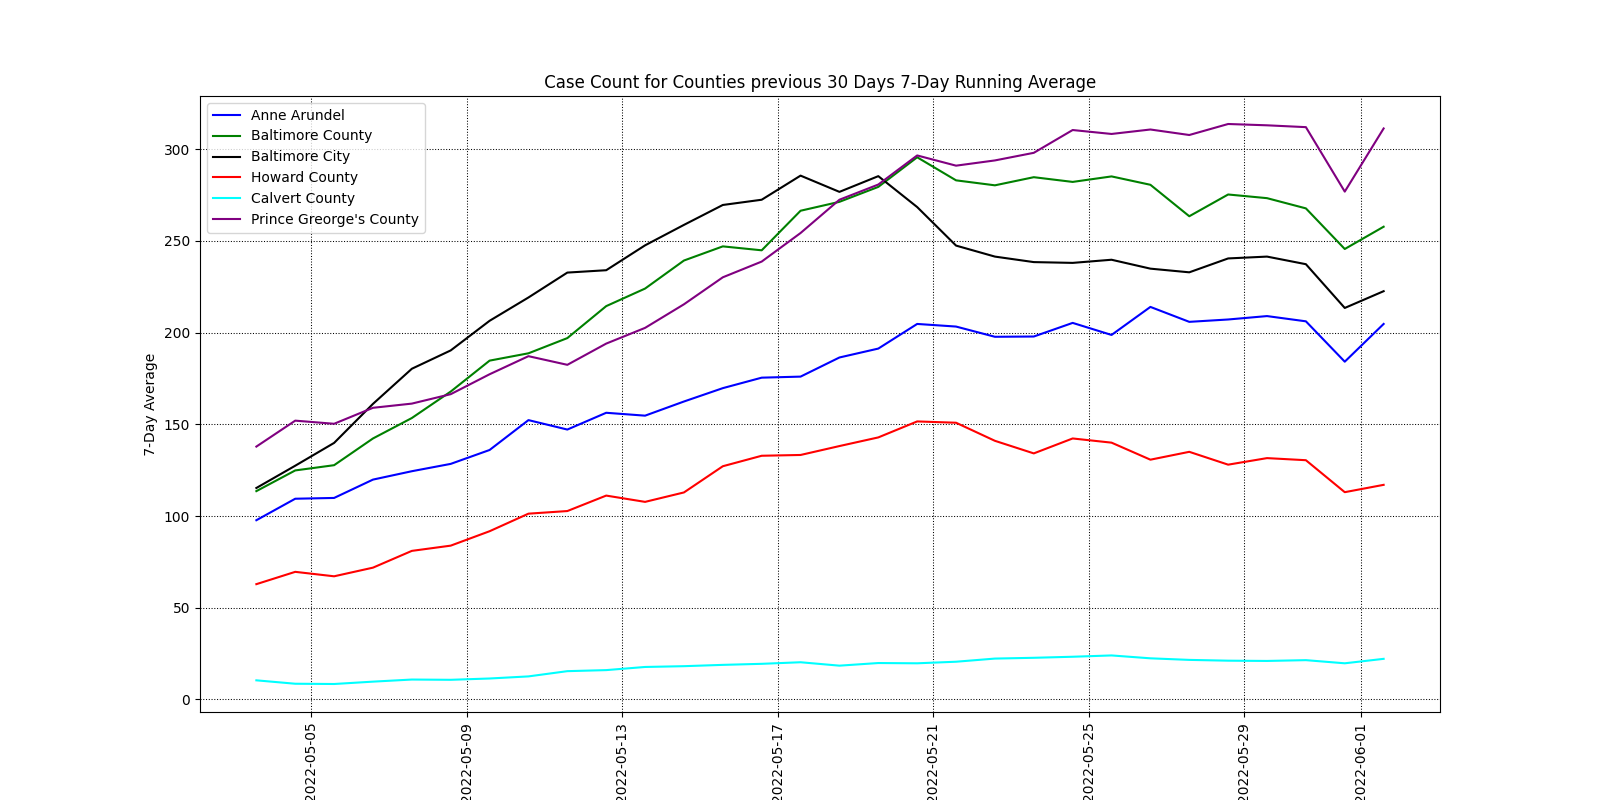 Case Count for Counties previous 30 Days 7-Day Running Average
Anne Arundel
Baltimore County
Baltimore City
Howard County
Calvert County
Prince Greorge's County
7-Day Average
300
250
200
150
100
50
0
2022-05-05
2022-05-09
2022-05-13
2022-05-17
2022-05-21
2022-05-25
2022-05-29
2022-06-01